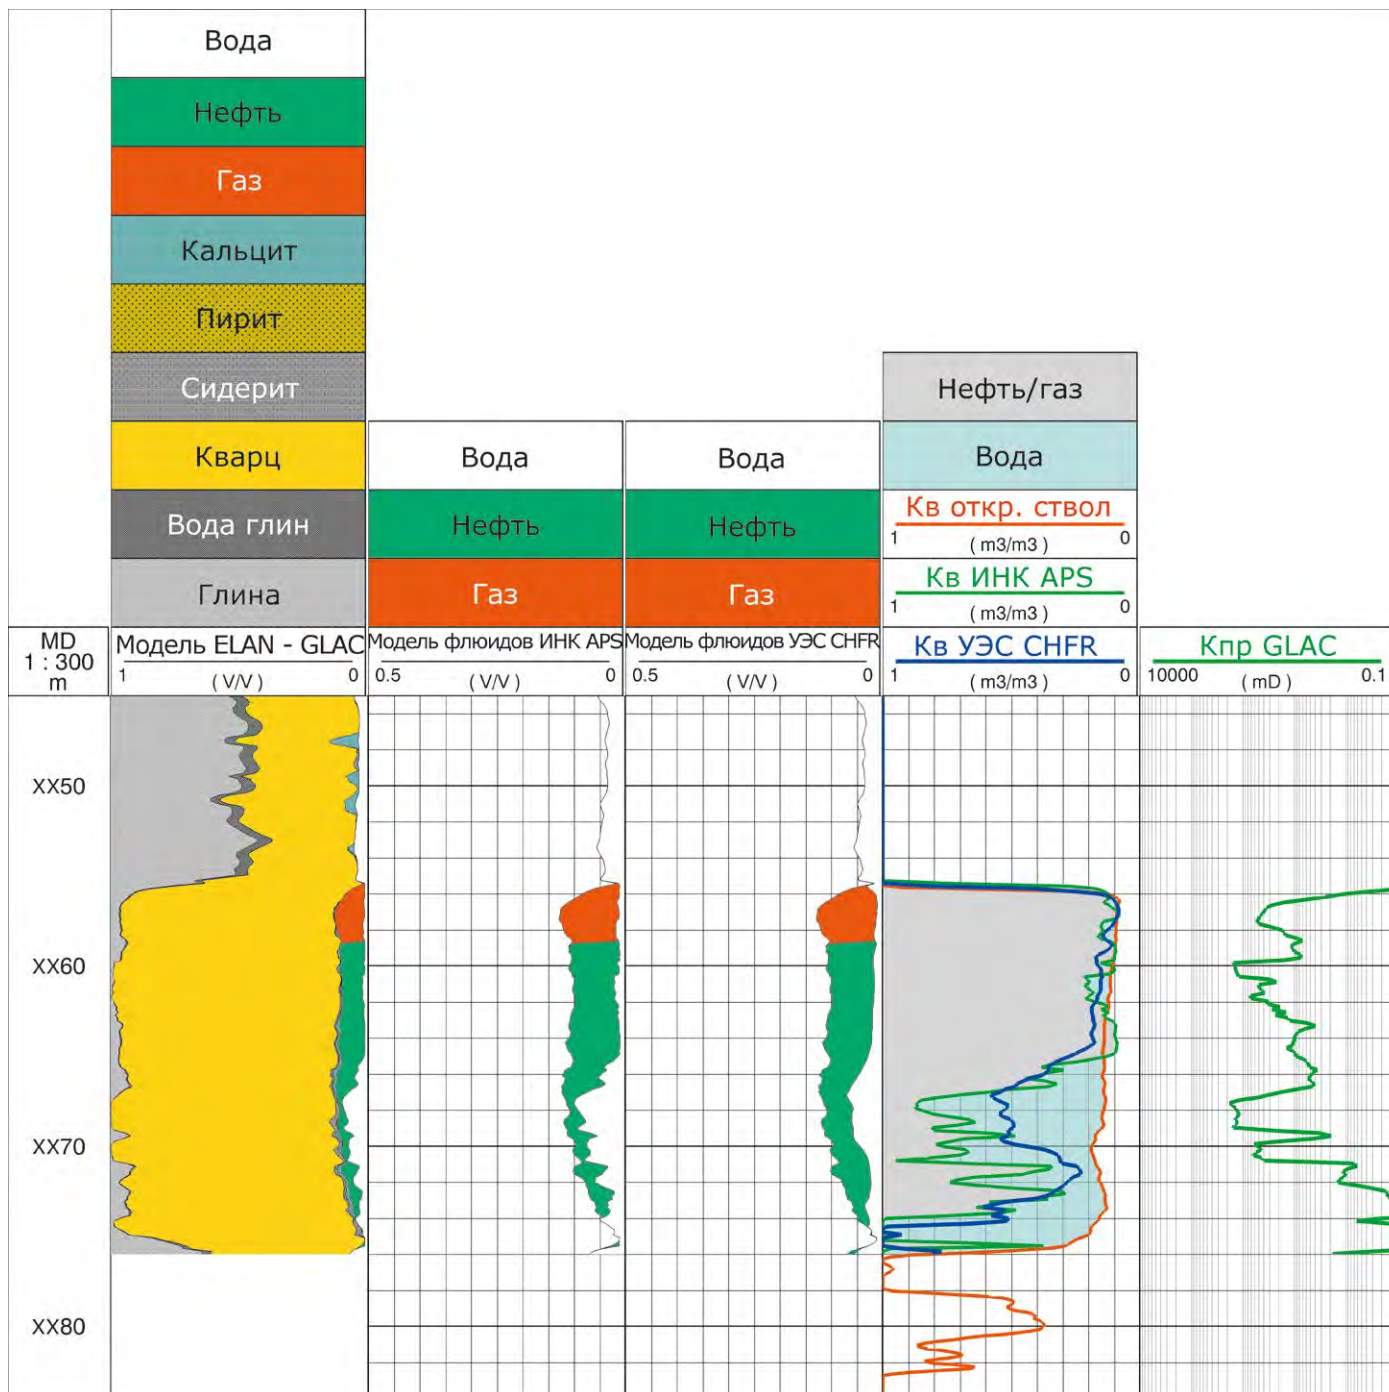 Вода
Нефть
Газ
Кальцит
Пирит
Сидерит
Кварц
Вода глин
Глина
Вода
Нефть
Газ
Вода
Нефть
Газ
Нефть/газ
Вода
Кв откр. ствол
1 ( m3/m3 ) 0
Кв ИНК APS
1 ( m3/m3 ) 0
MD
1 : 300
m
Модель ELAN - GLAC
1 ( V/V ) 0
Модель флюидов ИНК APS
0.5 ( V/V ) 0
Модель флюидов УЭС CHFR
0.5 ( V/V ) 0
Кв УЭС CHFR
1 ( m3/m3 ) 0
Кпр GLAC
10000 ( mD ) 0.1
XX50
XX60
XX70
XX80